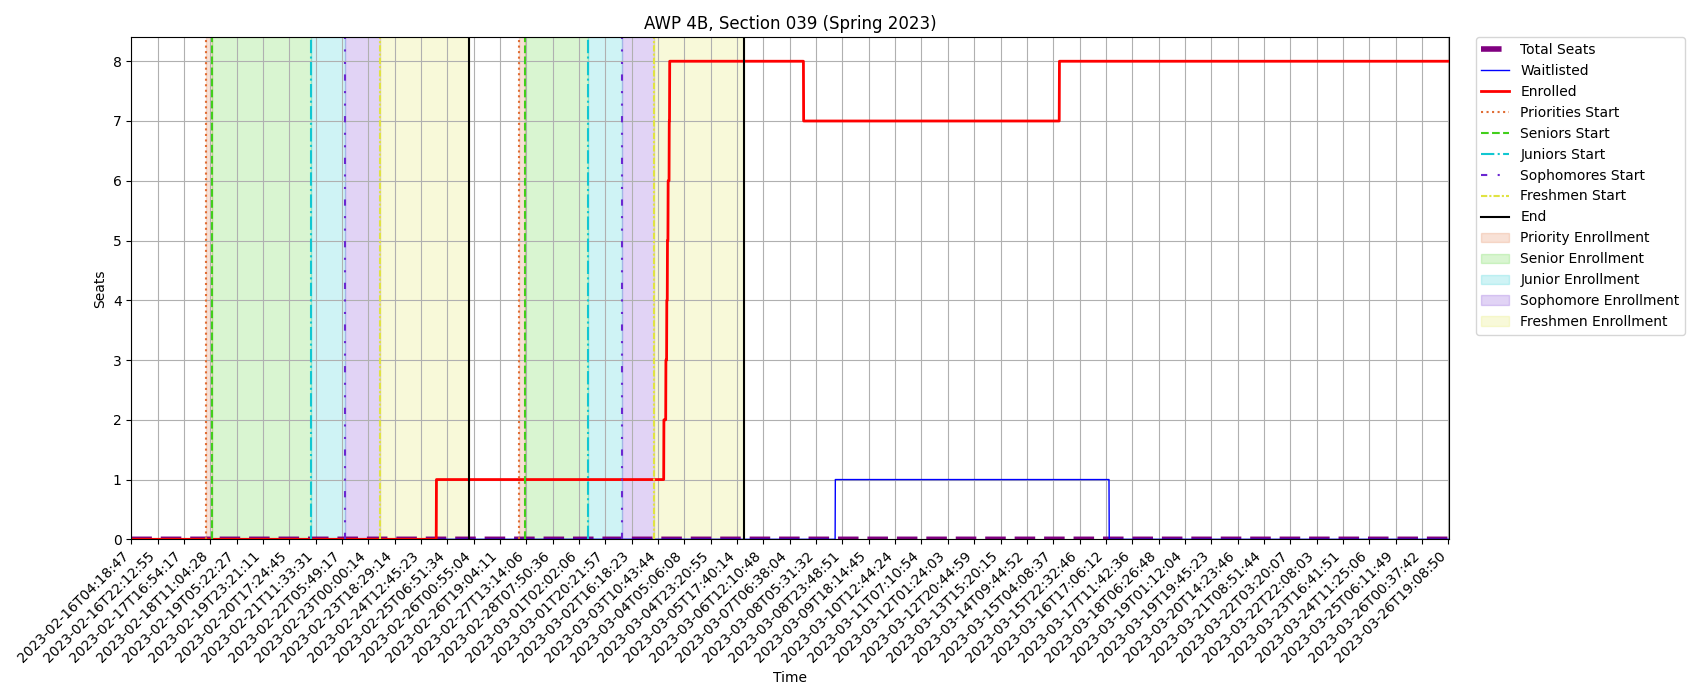 AWP 4B, Section 039 (Spring 2023)
8
7
6
5
4
3
2
1
0
Seats
2023-02-16T04:18:47
2023-02-16T22:12:55
2023-02-17T16:54:17
2023-02-18T11:04:28
2023-02-19T05:22:27
2023-02-19T23:21:11
2023-02-20T17:24:45
2023-02-21T11:33:31
2023-02-22T05:49:17
2023-02-23T00:00:14
2023-02-23T18:29:14
2023-02-24T12:45:23
2023-02-25T06:51:34
2023-02-26T00:55:04
2023-02-26T19:04:11
2023-02-27T13:14:06
2023-02-28T07:50:36
2023-03-01T02:02:06
2023-03-01T20:21:57
2023-03-02T16:18:23
2023-03-03T10:43:44
2023-03-04T05:06:08
2023-03-04T23:20:55
2023-03-05T17:40:14
2023-03-06T12:10:48
2023-03-07T06:38:04
2023-03-08T05:31:32
2023-03-08T23:48:51
2023-03-09T18:14:45
2023-03-10T12:44:24
2023-03-11T07:10:54
2023-03-12T01:24:03
2023-03-12T20:44:59
2023-03-13T15:20:15
2023-03-14T09:44:52
2023-03-15T04:08:37
2023-03-15T22:32:46
2023-03-16T17:06:12
2023-03-17T11:42:36
2023-03-18T06:26:48
2023-03-19T01:12:04
2023-03-19T19:45:23
2023-03-20T14:23:46
2023-03-21T08:51:44
2023-03-22T03:20:07
2023-03-22T22:08:03
2023-03-23T16:41:51
2023-03-24T11:25:06
2023-03-25T06:11:49
2023-03-26T00:37:42
2023-03-26T19:08:50
Time
Total Seats
Waitlisted
Enrolled
Priorities Start
Seniors Start
Juniors Start
Sophomores Start
Freshmen Start
End
Priority Enrollment
Senior Enrollment
Junior Enrollment
Sophomore Enrollment
Freshmen Enrollment